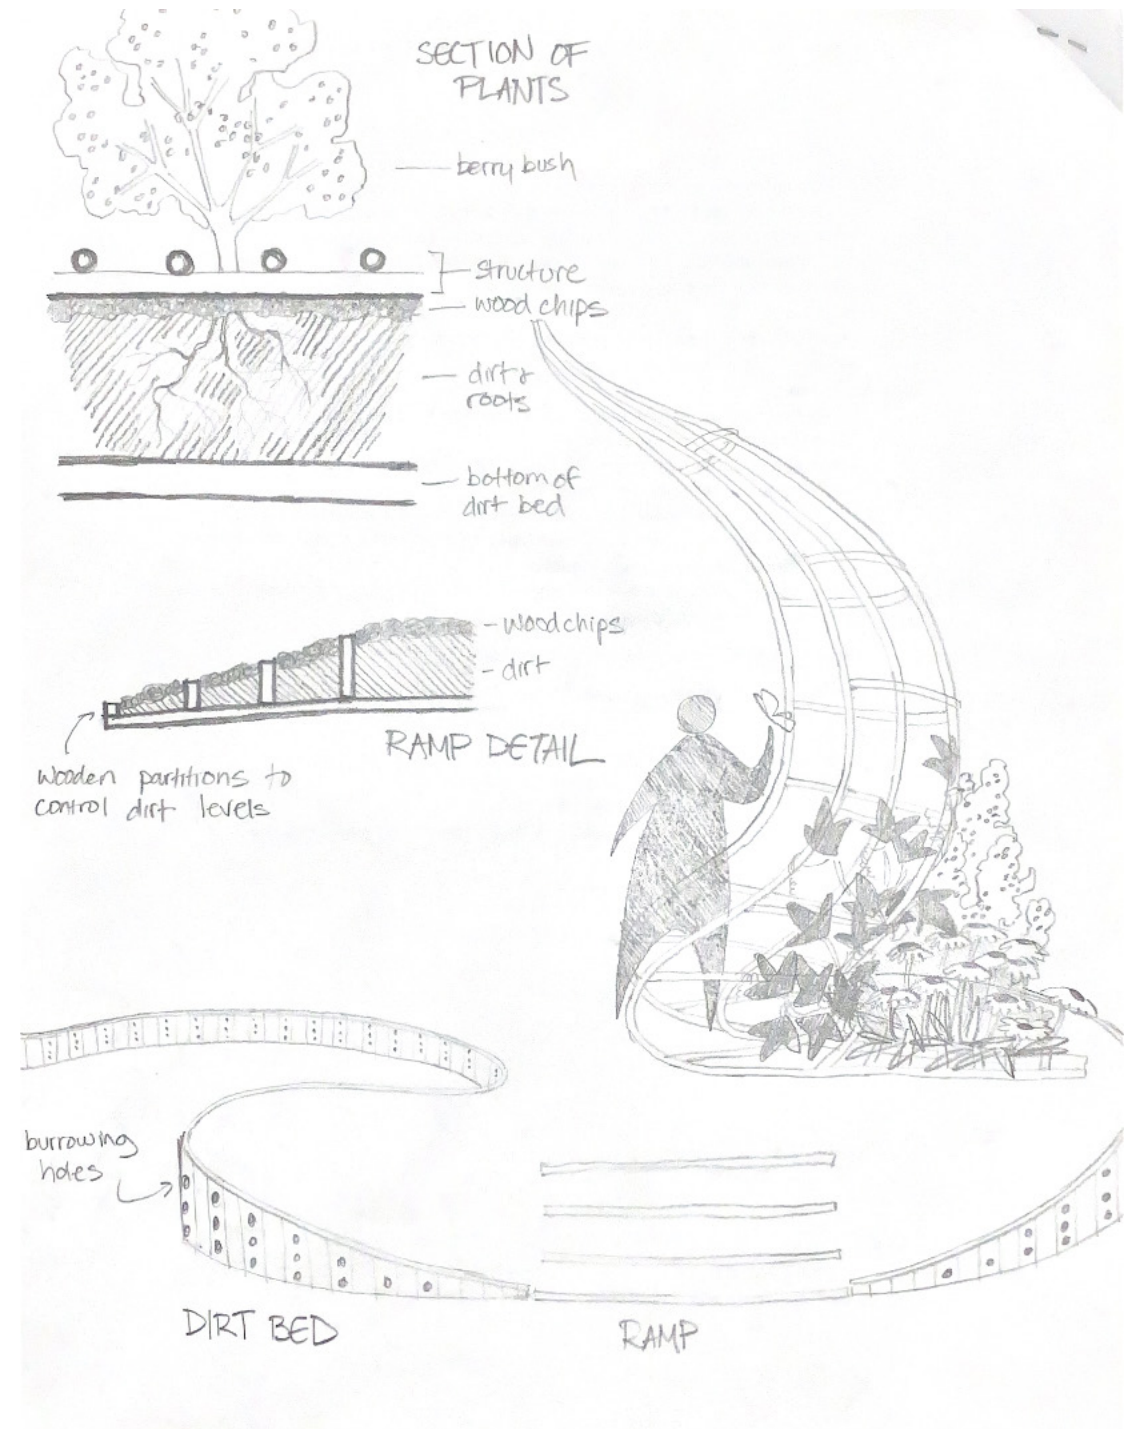 SECTION OF
PLANTS
berry bush
structure
wood chips
dirt &
roots
bottom of
dirt bed
woodchips
dirt
RAMP DETAIL
wooden partitions to
control dirt levels
burrowing
holes
DIRT BED
RAMP